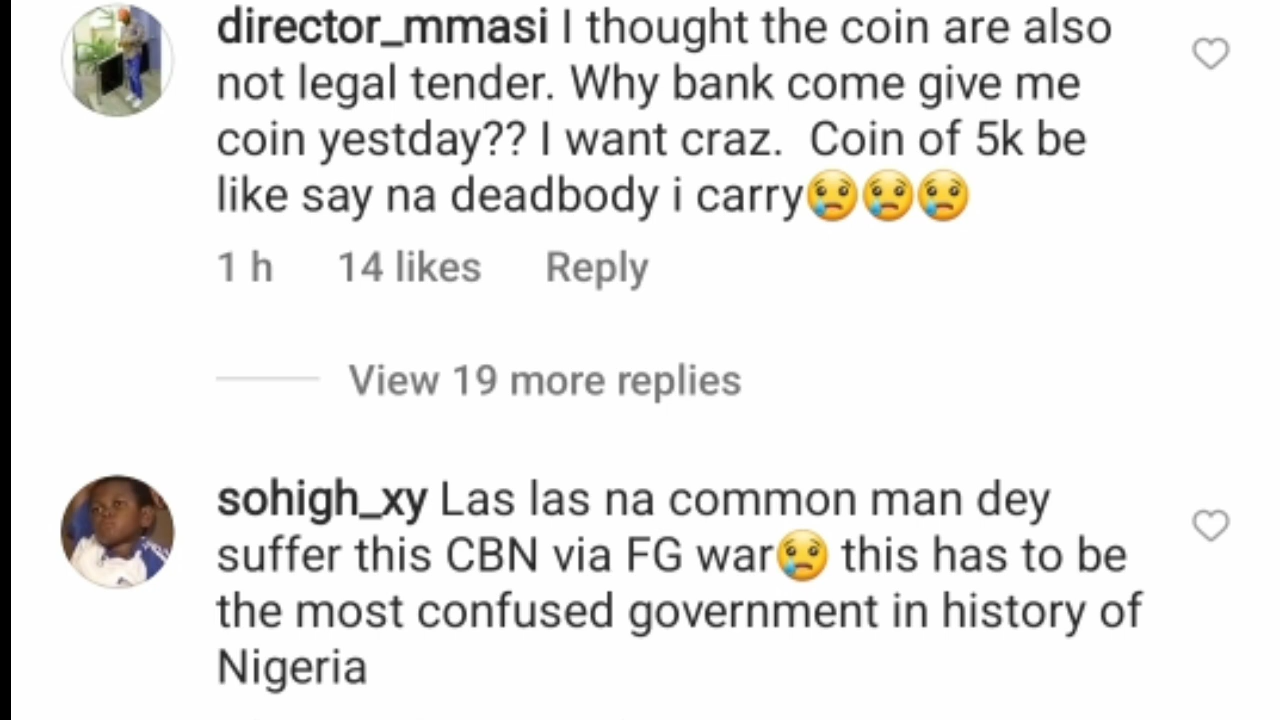 director_mmasi I thought the coin are also
not legal tender. Why bank come give me
coin yestday?? I want craz. Coin of 5k be
like say na deadbody i carry😢😢😢
1 h 14 likes Reply
View 19 more replies
sohigh_xy Las las na common man dey
suffer this CBN via FG war😢 this has to be
the most confused government in history of
Nigeria